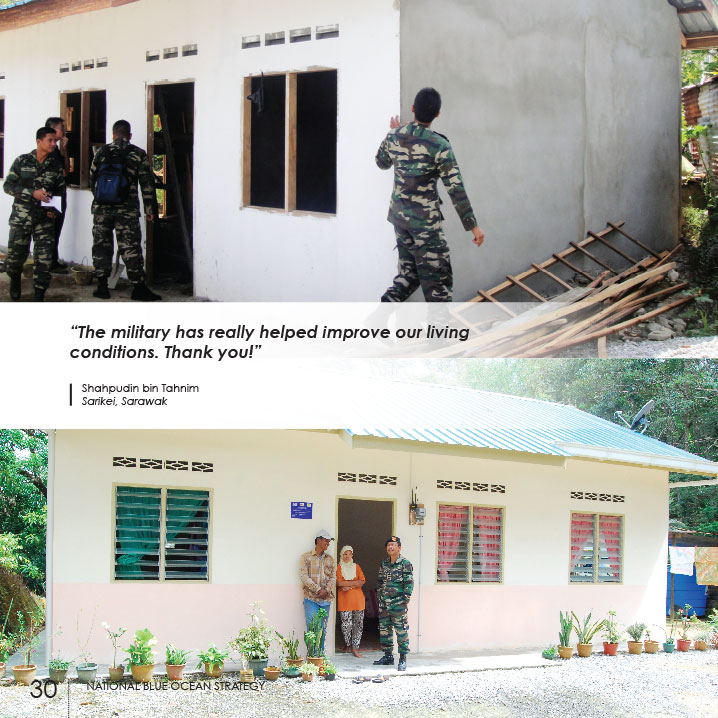 “The military has really helped improve our living
conditions. Thank you!”
Shahpudin bin Tahnim
Sarikei, Sarawak
30
NATIONAL BLUE OCEAN STRATEGY